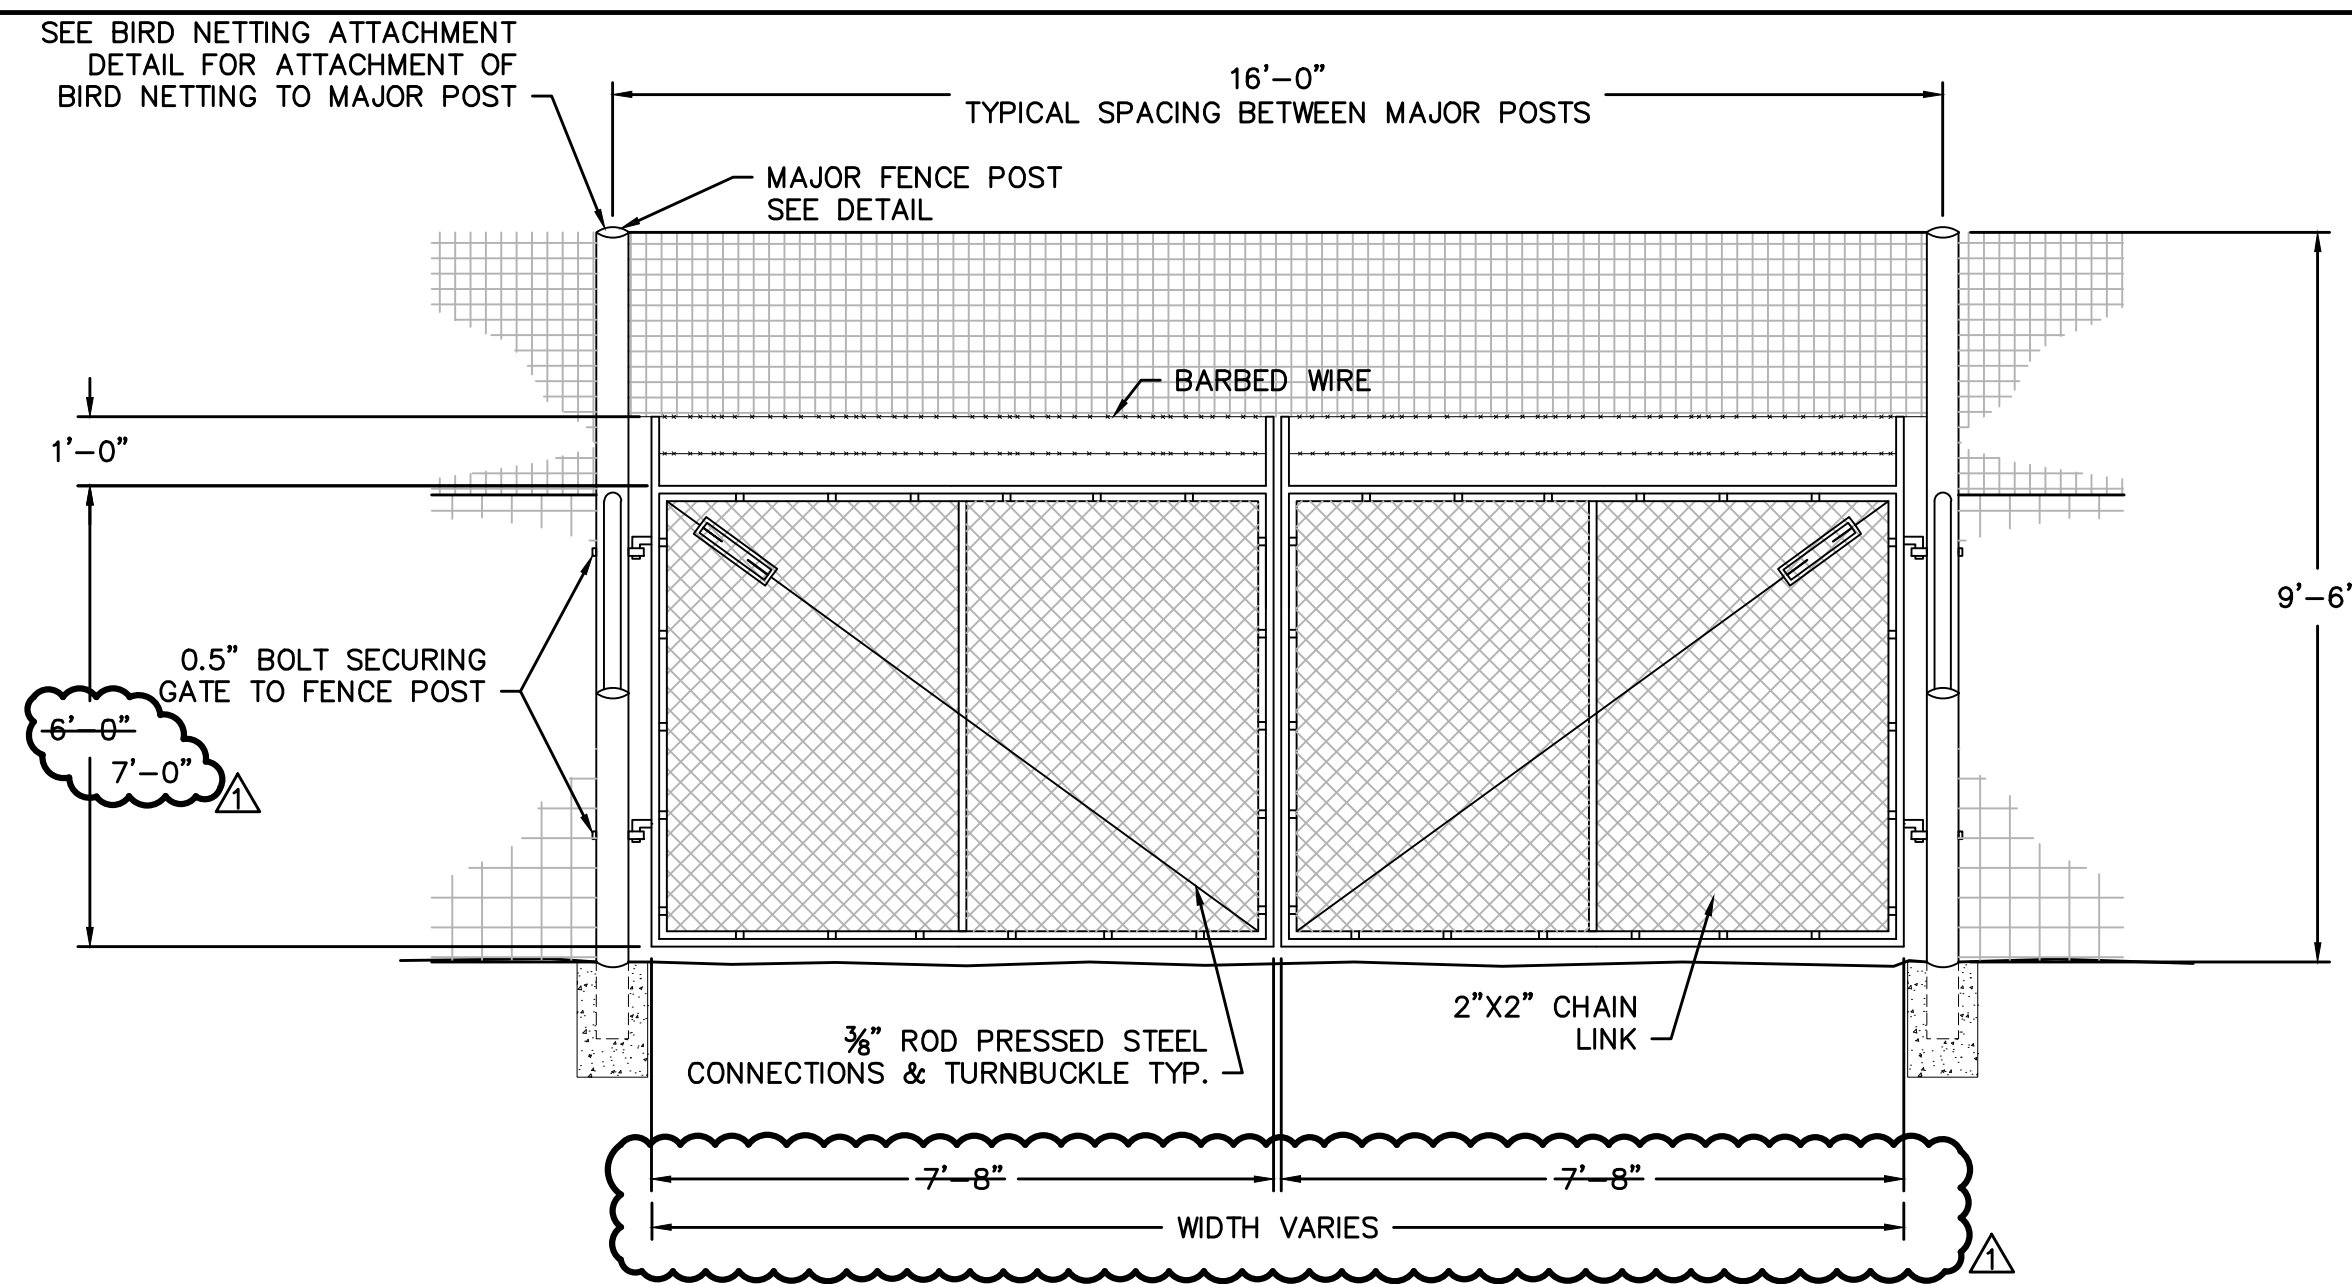 SEE BIRD NETTING ATTACHMENT
DETAIL FOR ATTACHMENT OF
BIRD NETTING TO MAJOR POST
16'-0"
TYPICAL SPACING BETWEEN MAJOR POSTS
MAJOR FENCE POST
SEE DETAIL
BARBED WIRE
1'-0"
9'-6"
0.5" BOLT SECURING
GATE TO FENCE POST
6'-0"
7'-0"
1
2"X2" CHAIN
LINK
⅜" ROD PRESSED STEEL
CONNECTIONS & TURNBUCKLE TYP.
7'-8"
7'-8"
WIDTH VARIES
1